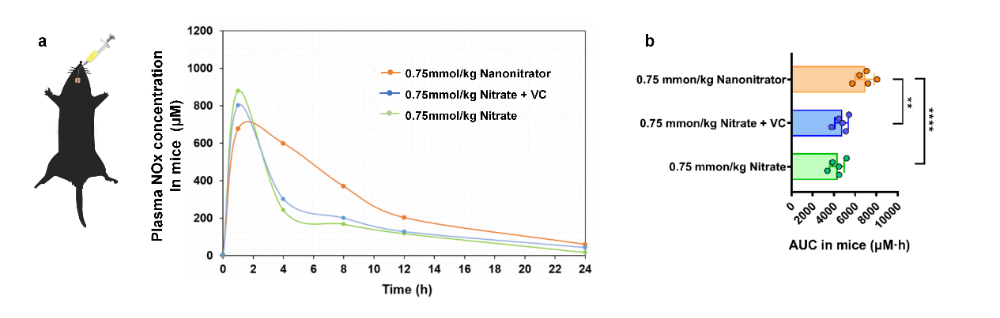 a
Plasma NOx concentration
In mice (μM)
1200
1000
800
600
400
200
0
0 2 4 6 8 10 12 14 16 18 20 22 24
Time (h)
0.75mmol/kg Nanonitrator
0.75mmol/kg Nitrate + VC
0.75mmol/kg Nitrate
b
0.75 mmon/kg Nanonitrator
0.75 mmon/kg Nitrate + VC
0.75 mmon/kg Nitrate
**
****
0 2000 4000 6000 8000 10000
AUC in mice (μM·h)